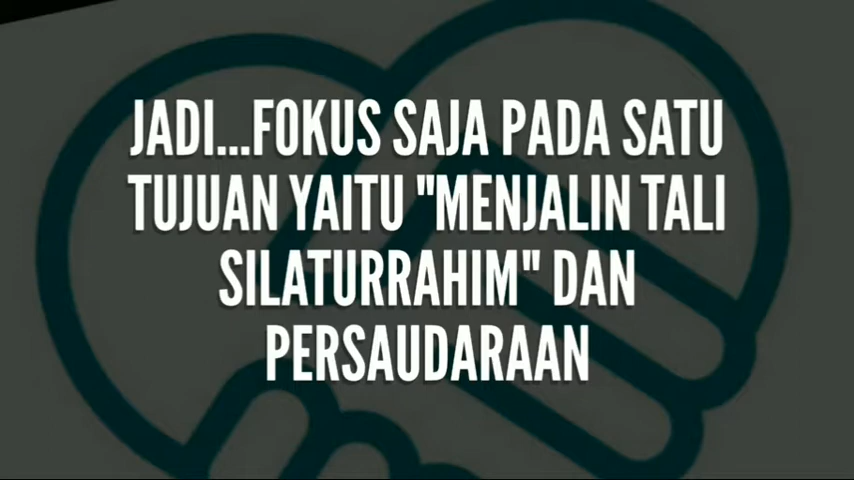 JADI...FOKUS SAJA PADA SATU
TUJUAN YAITU "MENJALIN TALI
SILATURRAHIM" DAN
PERSAUDARAAN